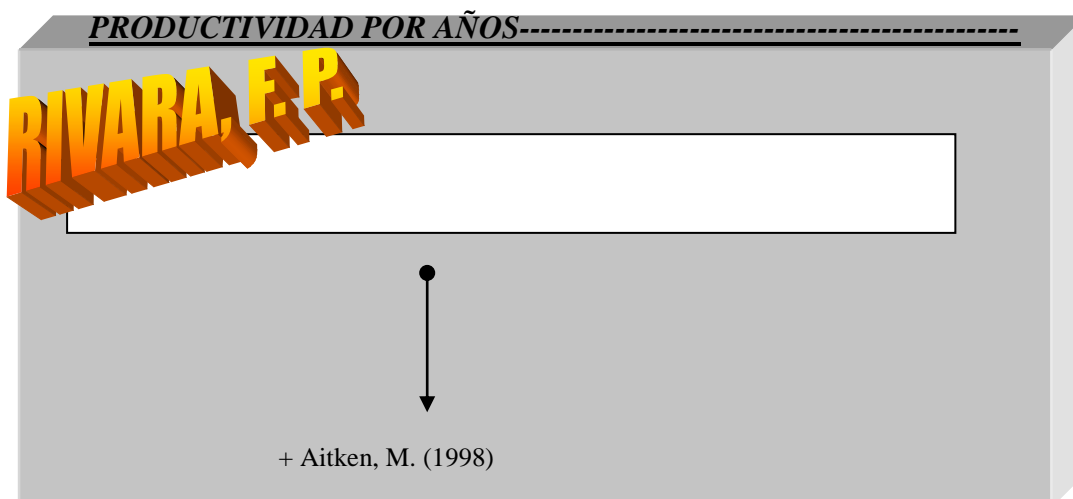 PRODUCTIVIDAD POR AÑOS-----------------------------------------------
RIVARA, F. P.
+ Aitken, M. (1998)